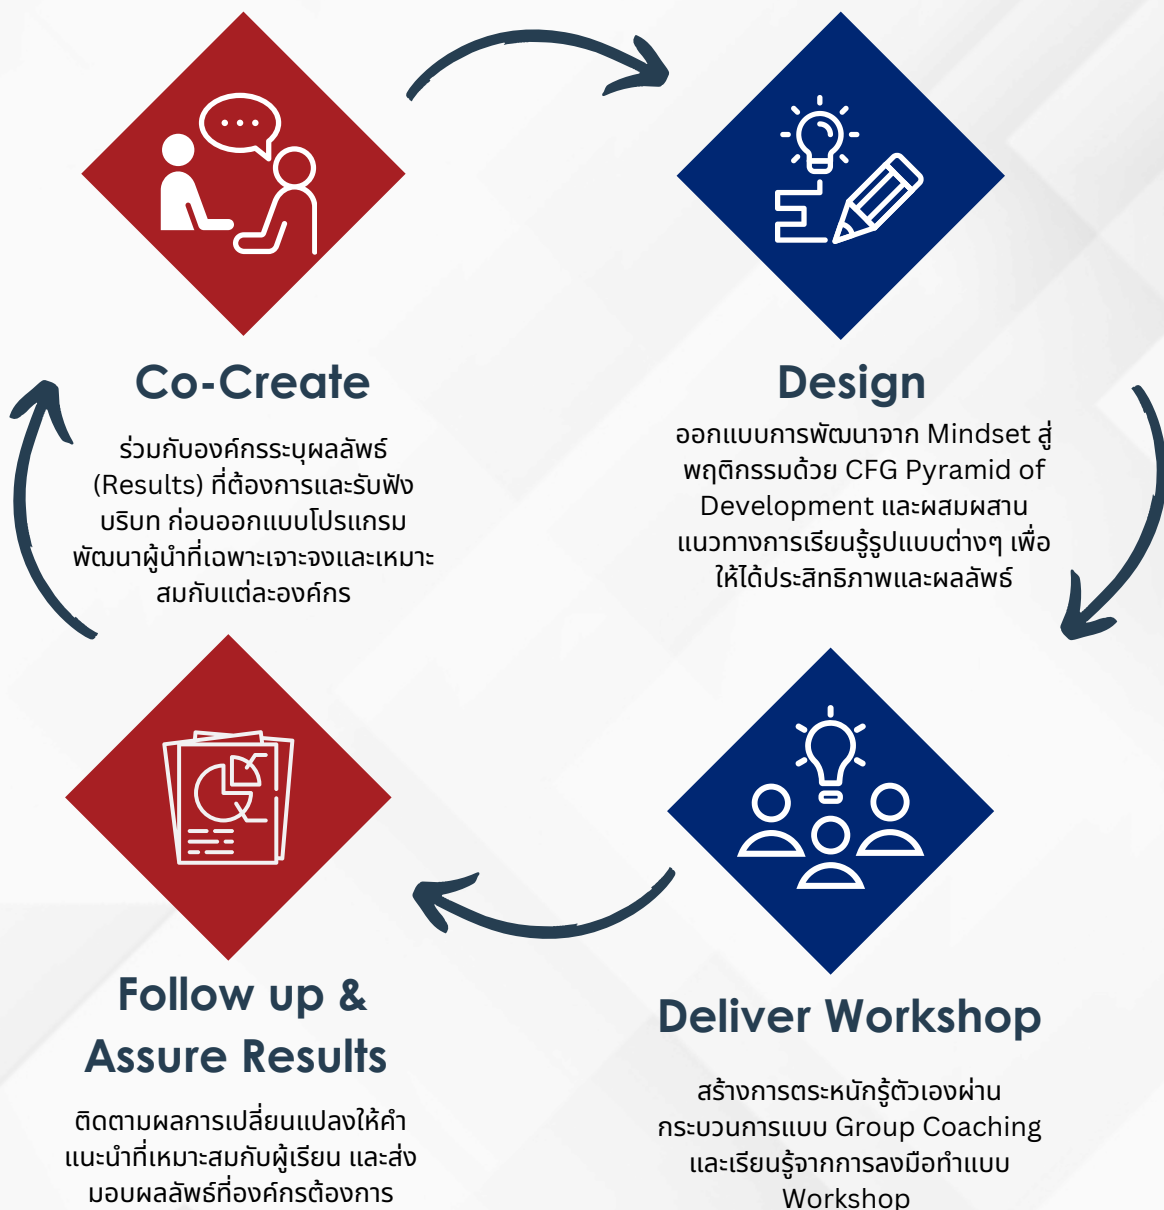 Co-Create
ร่วมกับองค์กรระบุผลลัพธ์
(Results) ที่ต้องการและรับฟัง
บริบท ก่อนออกแบบโปรแกรม
พัฒนาผู้นำที่เฉพาะเจาะจงและเหมาะ
สมกับแต่ละองค์กร
Design
ออกแบบการพัฒนาจาก Mindset สู่
พฤติกรรมด้วย CFG Pyramid of
Development และผสมผสาน
แนวทางการเรียนรู้รูปแบบต่างๆ เพื่อ
ให้ได้ประสิทธิภาพและผลลัพธ์
Deliver Workshop
สร้างการตระหนักรู้ตัวเองผ่าน
กระบวนการแบบ Group Coaching
และเรียนรู้จากการลงมือทำแบบ
Workshop
Follow up &
Assure Results
ติดตามผลการเปลี่ยนแปลงให้คำ
แนะนำที่เหมาะสมกับผู้เรียน และส่ง
มอบผลลัพธ์ที่องค์กรต้องการ